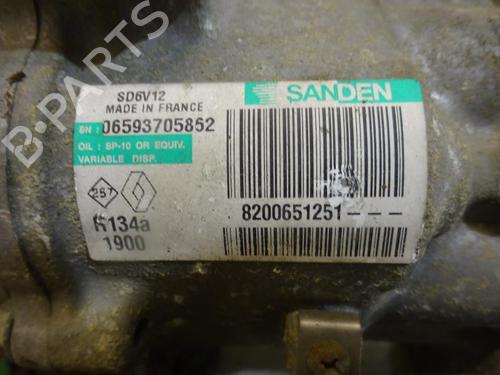 SANDEN
SD6V12
MADE IN FRANCE
SN : 06593705852
OIL : SP-10 OR EQUIV.
VARIABLE DISP.
257
R134a
1900
8200651251---
B-PARTS